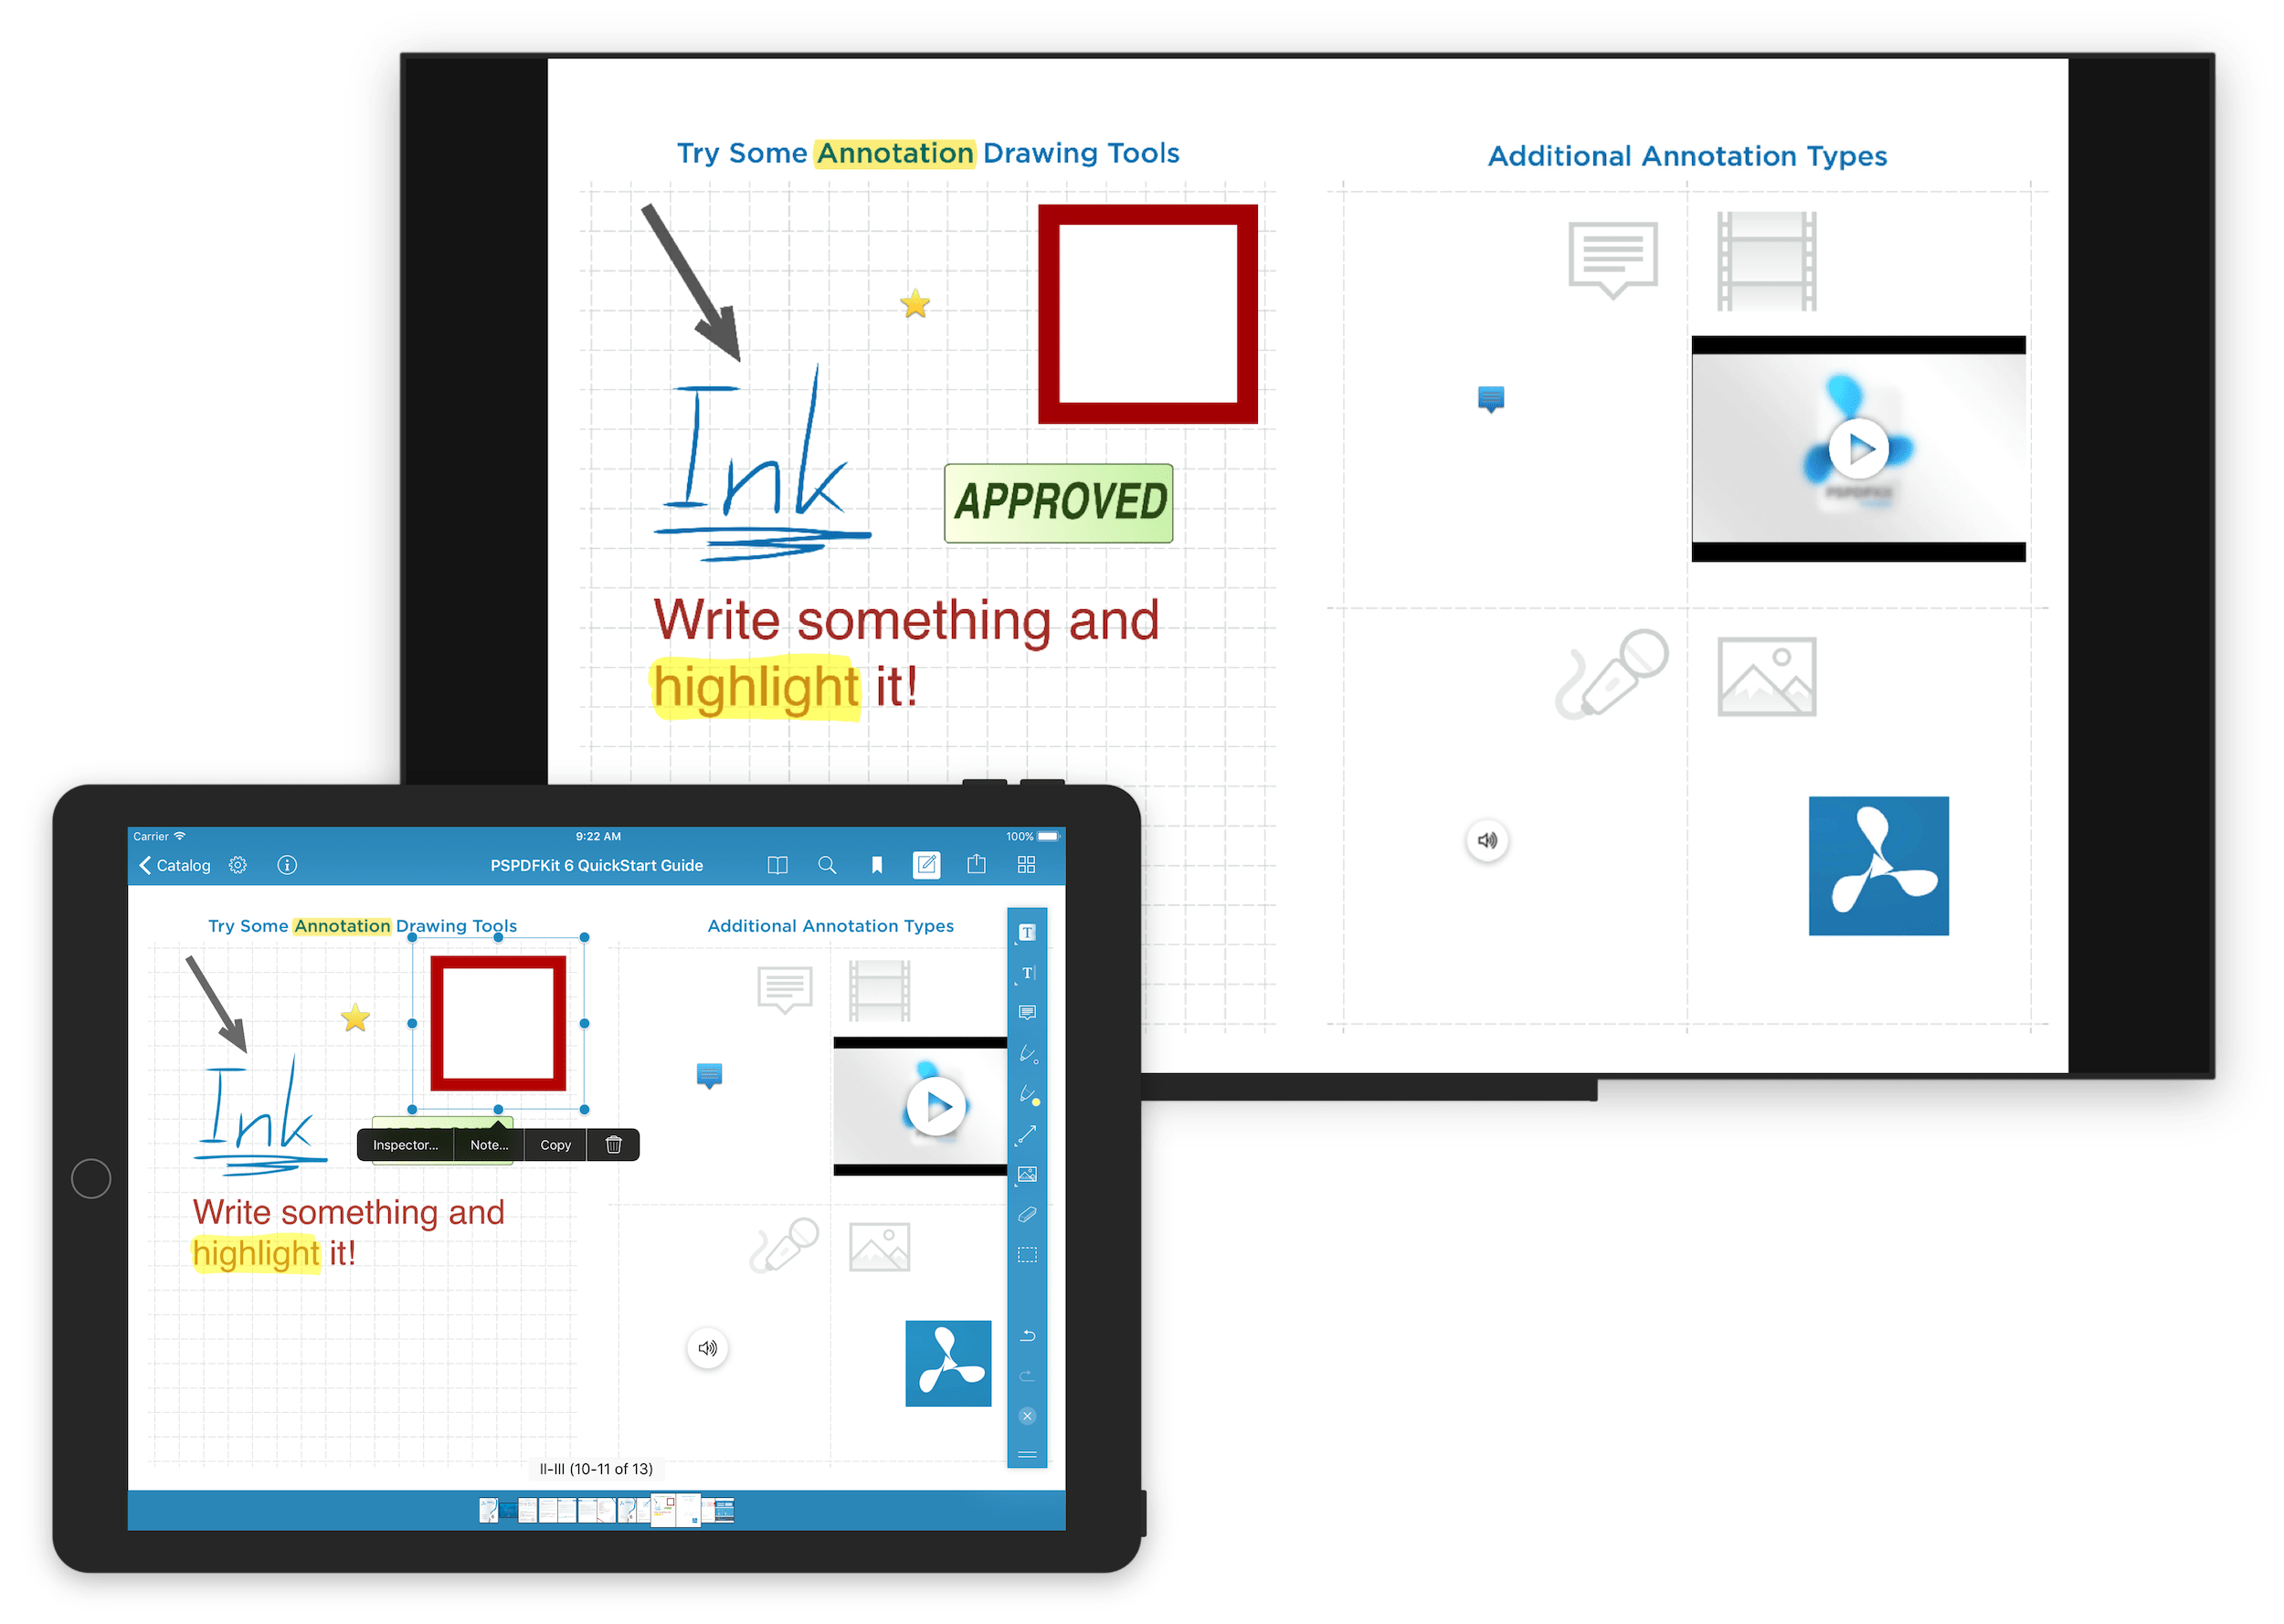 Try Some Annotation Drawing Tools
Ink
APPROVED
Write something and
highlight it!
Additional Annotation Types
PSPDFKit
Carrier
9:22 AM
100%
Catalog
PSPDFKit 6 QuickStart Guide
Try Some Annotation Drawing Tools
Ink
Inspector...
Note...
Copy
Write something and
highlight it!
Additional Annotation Types
T
T
II-III (10-11 of 13)